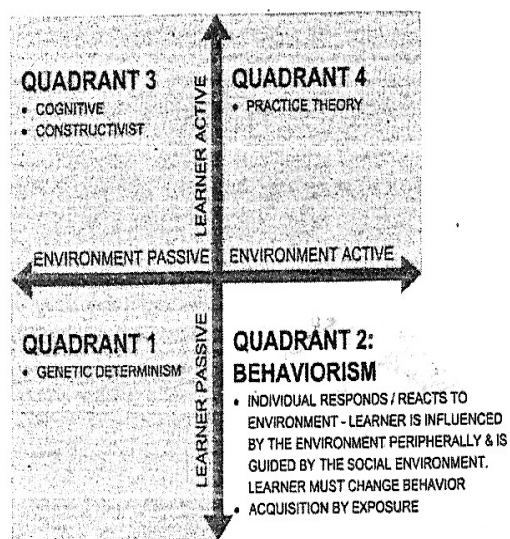 QUADRANT 3
• COGNITIVE
• CONSTRUCTIVIST
QUADRANT 4
• PRACTICE THEORY
LEARNER ACTIVE
ENVIRONMENT PASSIVE
ENVIRONMENT ACTIVE
LEARNER PASSIVE
QUADRANT 1
• GENETIC DETERMINISM
QUADRANT 2:
BEHAVIORISM
• INDIVIDUAL RESPONDS / REACTS TO
ENVIRONMENT - LEARNER IS INFLUENCED
BY THE ENVIRONMENT PERIPHERALLY & IS
GUIDED BY THE SOCIAL ENVIRONMENT.
LEARNER MUST CHANGE BEHAVIOR
• ACQUISITION BY EXPOSURE